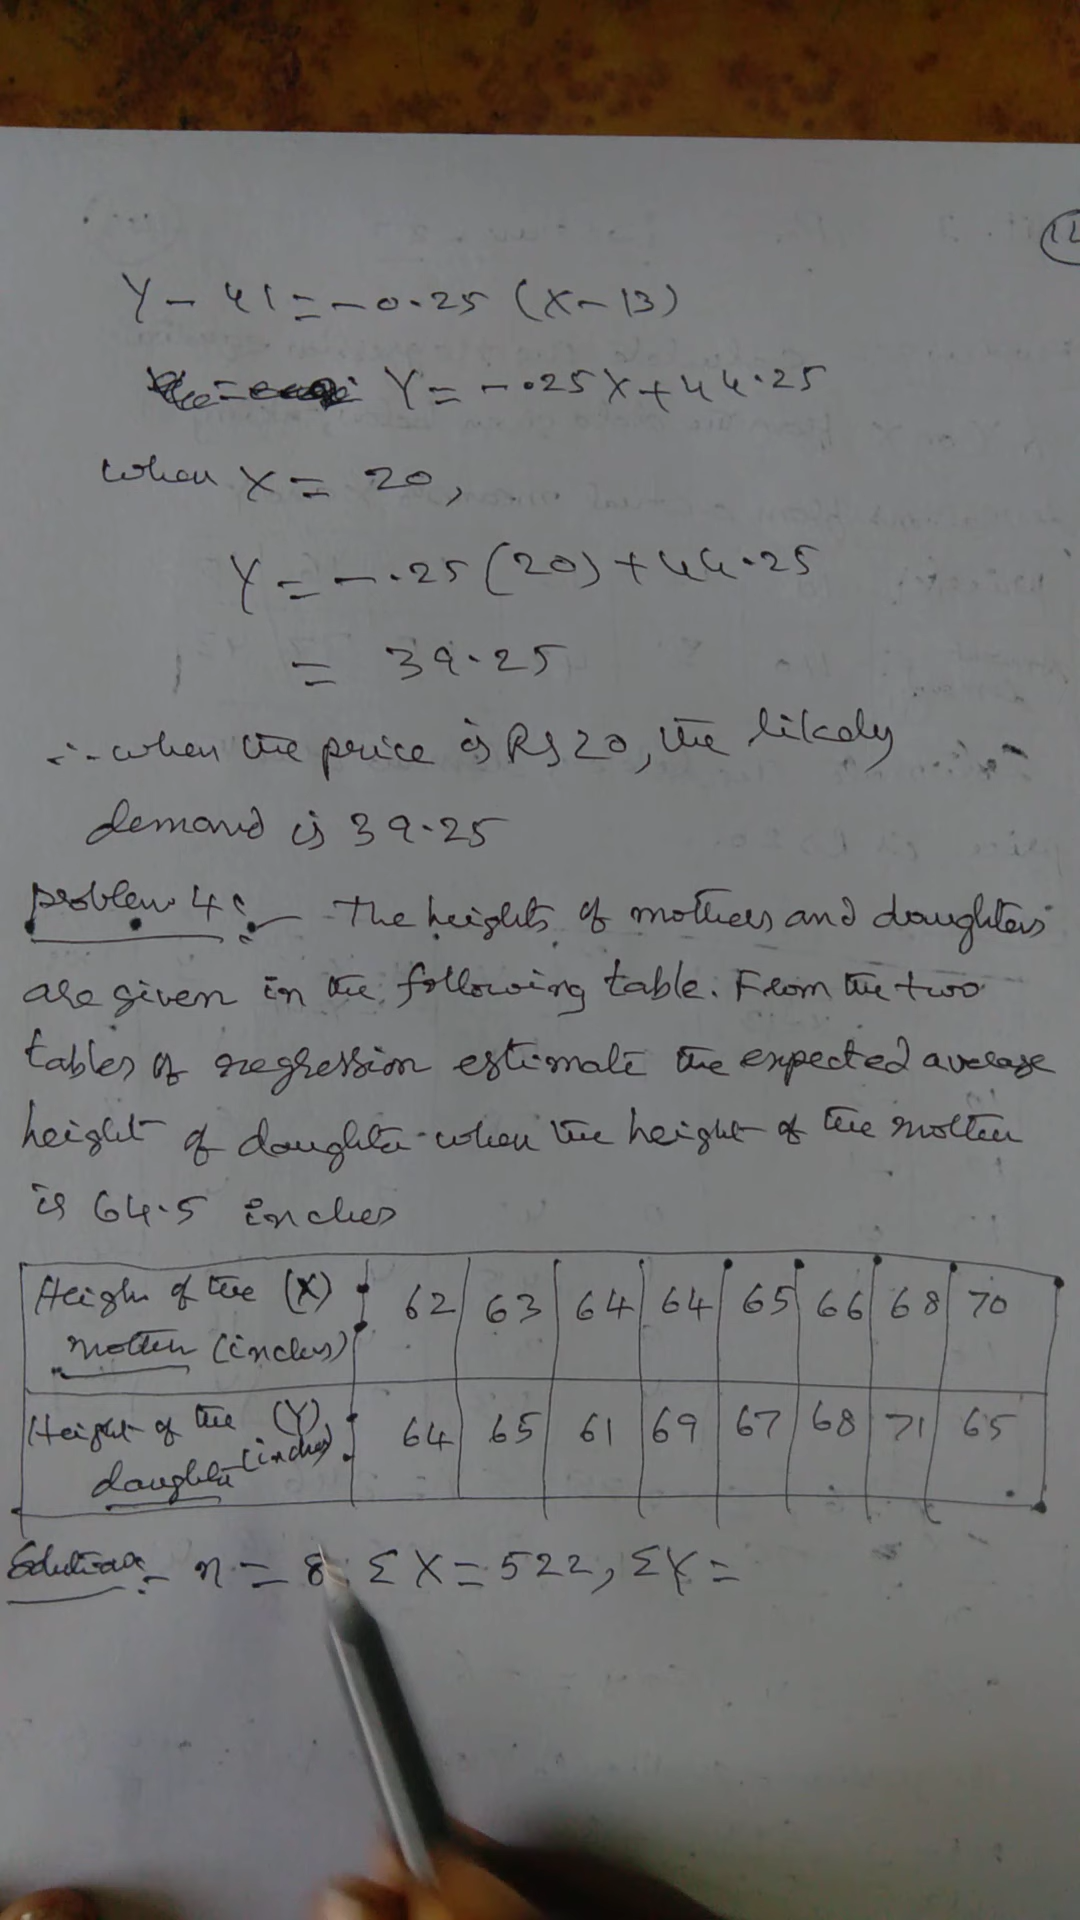 12
Y - 41 = -0.25 (X - 13)
Y = -.25X + 44.25
when X = 20,
Y = -.25(20) + 44.25
= 39.25
∴ when the price is Rs 20, the likely
demand is 39.25
Problem 4:- The heights of mothers and daughters
are given in the following table. From the two
tables of regression estimate the expected average
height of daughter when the height of the mother
is 64.5 inches
Height of the (X) : 62 63 64 64 65 66 68 70
mother (inches)
Height of the (Y) : 64 65 61 69 67 68 71 65
daughter (inches)
Solution:- n = 8; ΣX = 522, ΣY =